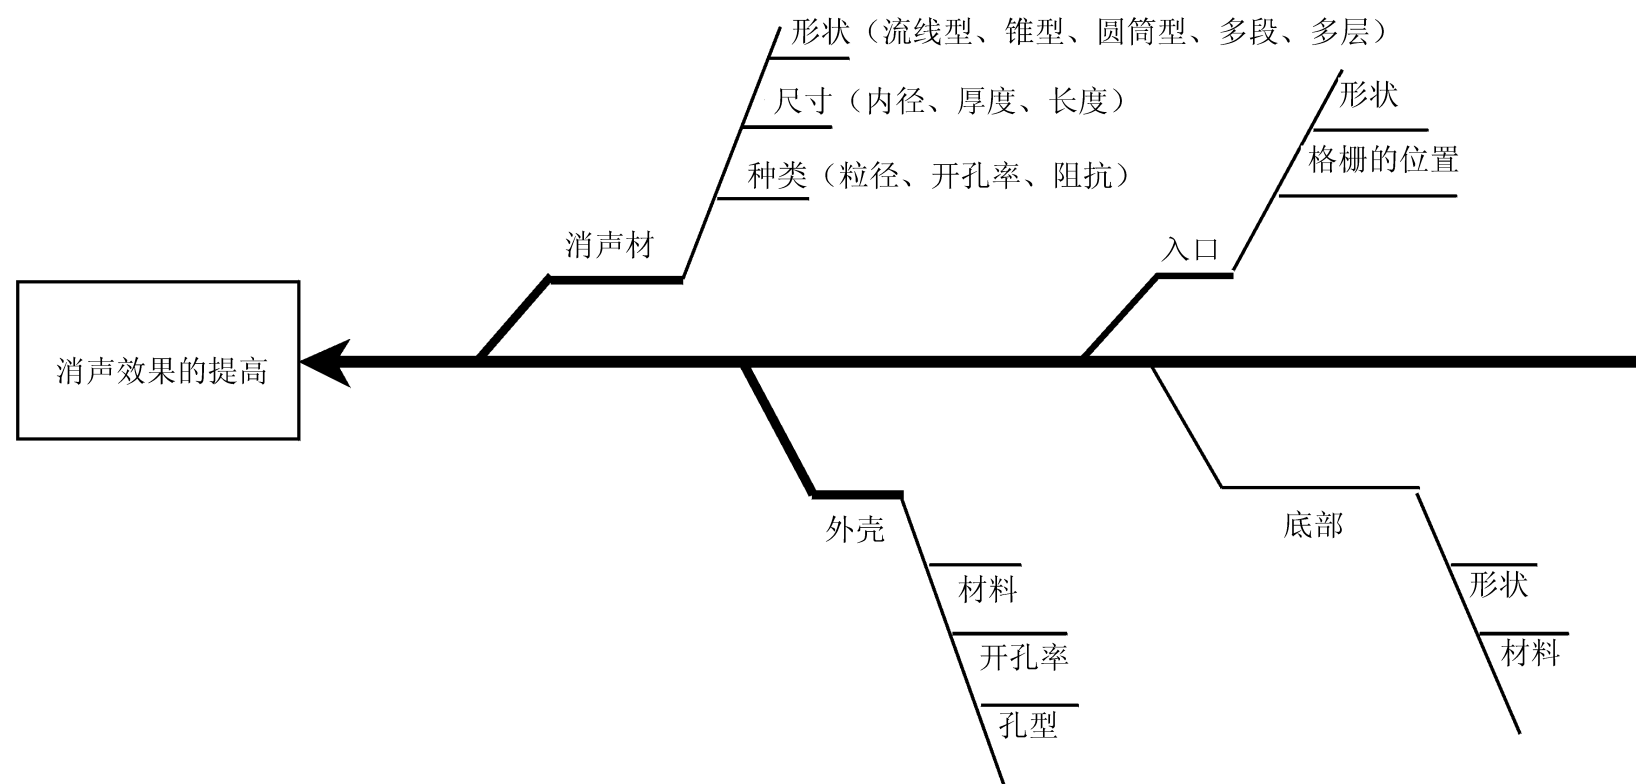 形状（流线型、锥型、圆筒型、多段、多层）
尺寸（内径、厚度、长度）
种类（粒径、开孔率、阻抗）
消声材
形状
格栅的位置
入口
消声效果的提高
外壳
材料
开孔率
孔型
底部
形状
材料